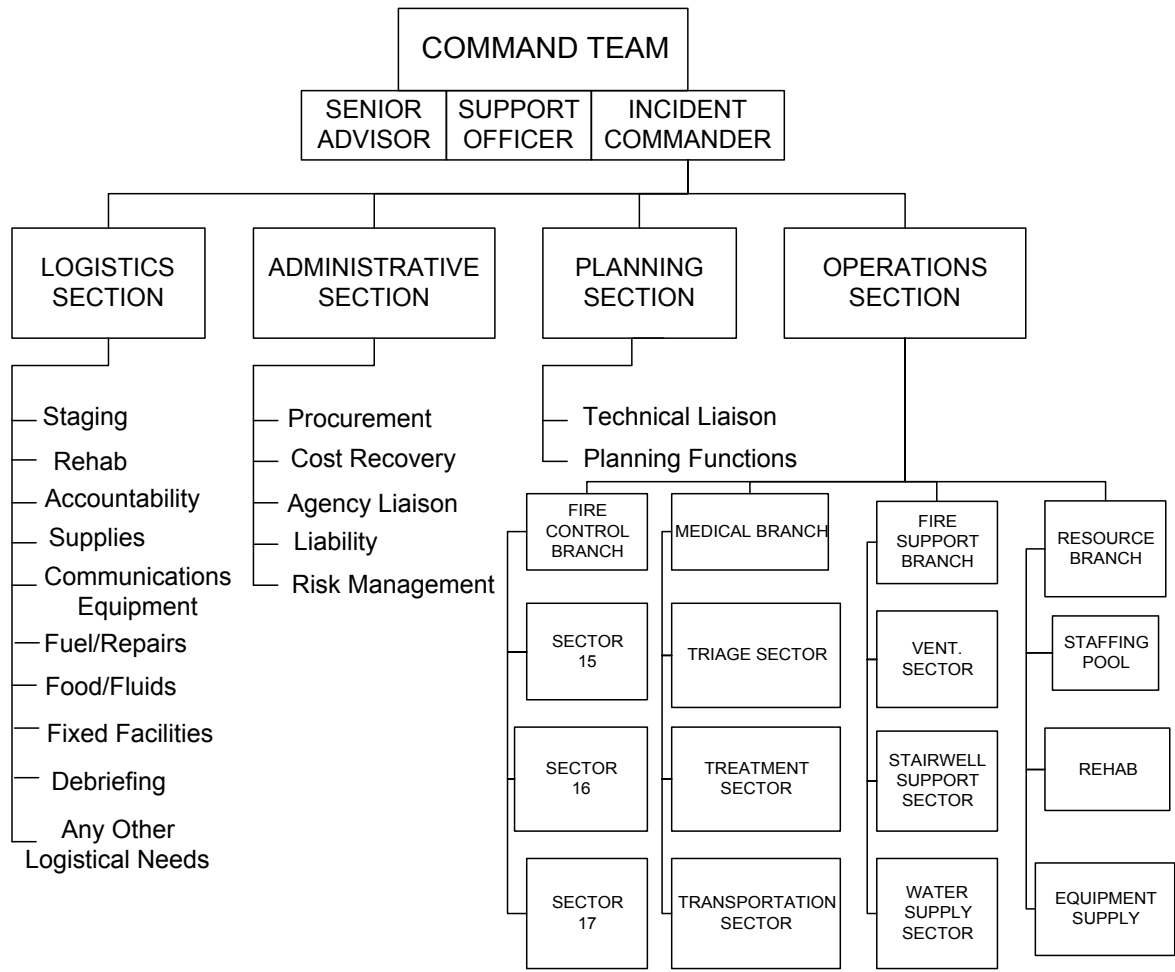 COMMAND TEAM
SENIOR
ADVISOR
SUPPORT
OFFICER
INCIDENT
COMMANDER
LOGISTICS
SECTION
ADMINISTRATIVE
SECTION
PLANNING
SECTION
OPERATIONS
SECTION
Staging
Rehab
Accountability
Supplies
Communications
Equipment
Fuel/Repairs
Food/Fluids
Fixed Facilities
Debriefing
Any Other
Logistical Needs
Procurement
Cost Recovery
Agency Liaison
Liability
Risk Management
Technical Liaison
Planning Functions
FIRE
CONTROL
BRANCH
SECTOR
15
SECTOR
16
SECTOR
17
MEDICAL BRANCH
TRIAGE SECTOR
TREATMENT
SECTOR
TRANSPORTATION
SECTOR
FIRE
SUPPORT
BRANCH
VENT.
SECTOR
STAIRWELL
SUPPORT
SECTOR
WATER
SUPPLY
SECTOR
RESOURCE
BRANCH
STAFFING
POOL
REHAB
EQUIPMENT
SUPPLY